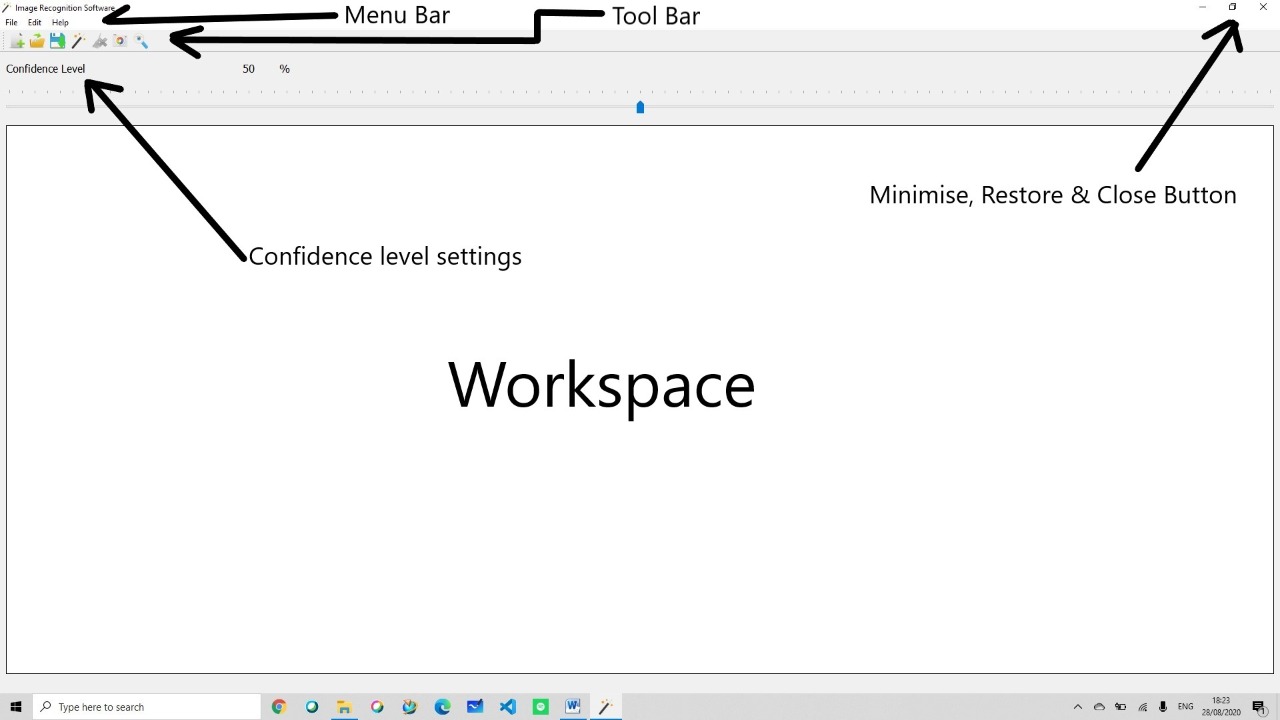 Image Recognition Software
Menu Bar
Tool Bar
File Edit Help
Confidence Level 50 %
Minimise, Restore & Close Button
Confidence level settings
Workspace
Type here to search
ENG
18:23
28/08/2020